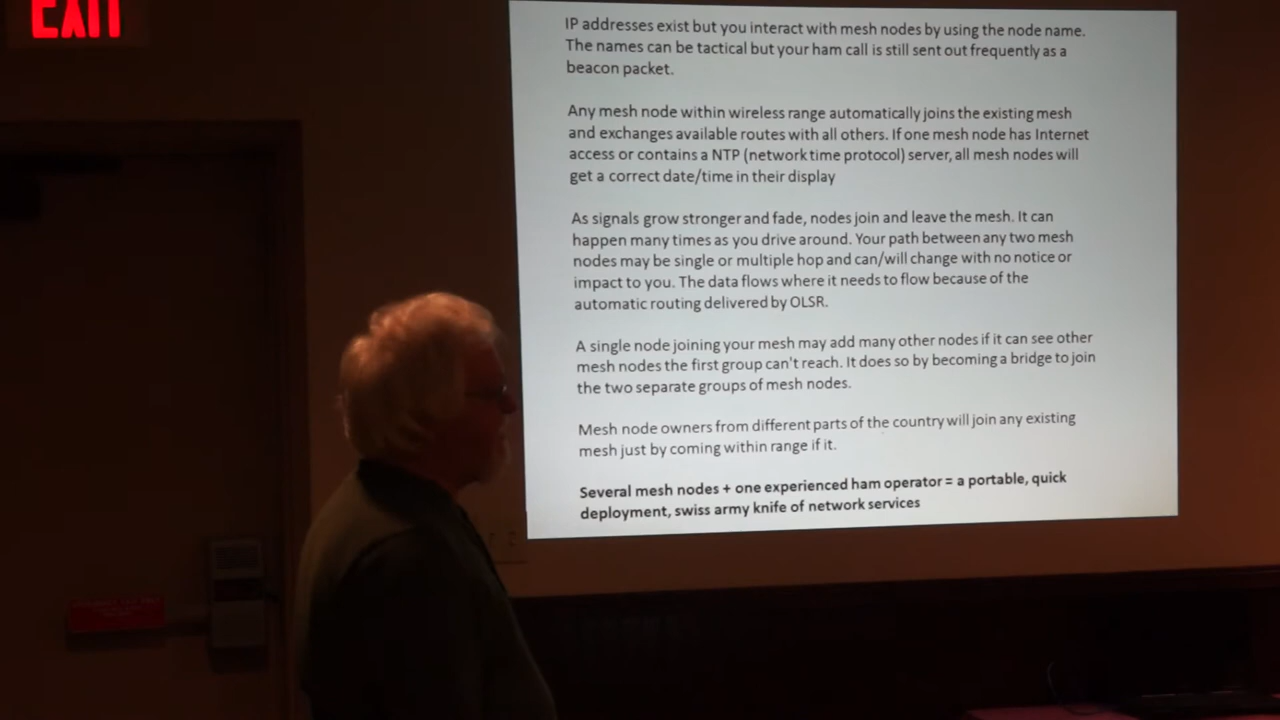 EXIT
IP addresses exist but you interact with mesh nodes by using the node name.
The names can be tactical but your ham call is still sent out frequently as a
beacon packet.
Any mesh node within wireless range automatically joins the existing mesh
and exchanges available routes with all others. If one mesh node has Internet
access or contains a NTP (network time protocol) server, all mesh nodes will
get a correct date/time in their display
As signals grow stronger and fade, nodes join and leave the mesh. It can
happen many times as you drive around. Your path between any two mesh
nodes may be single or multiple hop and can/will change with no notice or
impact to you. The data flows where it needs to flow because of the
automatic routing delivered by OLSR.
A single node joining your mesh may add many other nodes if it can see other
mesh nodes the first group can't reach. It does so by becoming a bridge to join
the two separate groups of mesh nodes.
Mesh node owners from different parts of the country will join any existing
mesh just by coming within range if it.
Several mesh nodes + one experienced ham operator = a portable, quick
deployment, swiss army knife of network services